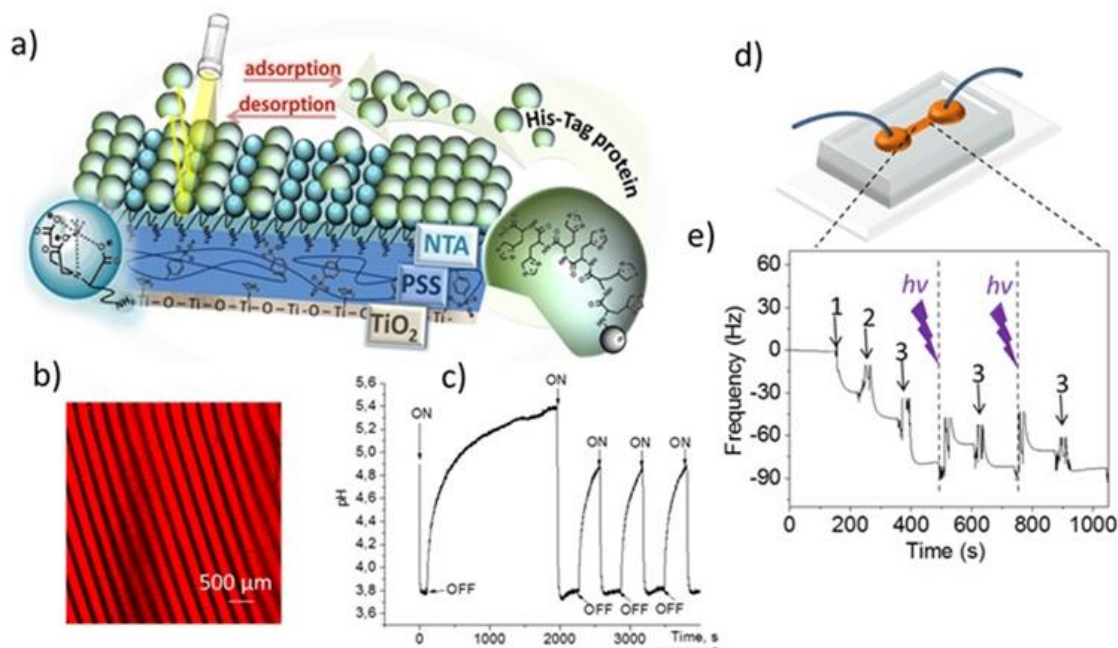 a)
adsorption
desorption
His-Tag protein
NTA
PSS
Ti-O-Ti-O-Ti-O-Ti-O-Ti-O
Ti-
TiO2
NH2
b)
500 µm
c)
5,6
5,4
5,2
5,0
4,8
4,6
4,4
4,2
4,0
3,8
3,6
pH
ON
ON
ON
ON
ON
OFF
OFF
OFF
OFF
0
1000
2000
3000
Time, s
d)
e)
60
30
0
-30
-60
-90
Frequency (Hz)
1
2
3
hν
hν
3
3
0
200
400
600
800
1000
Time (s)